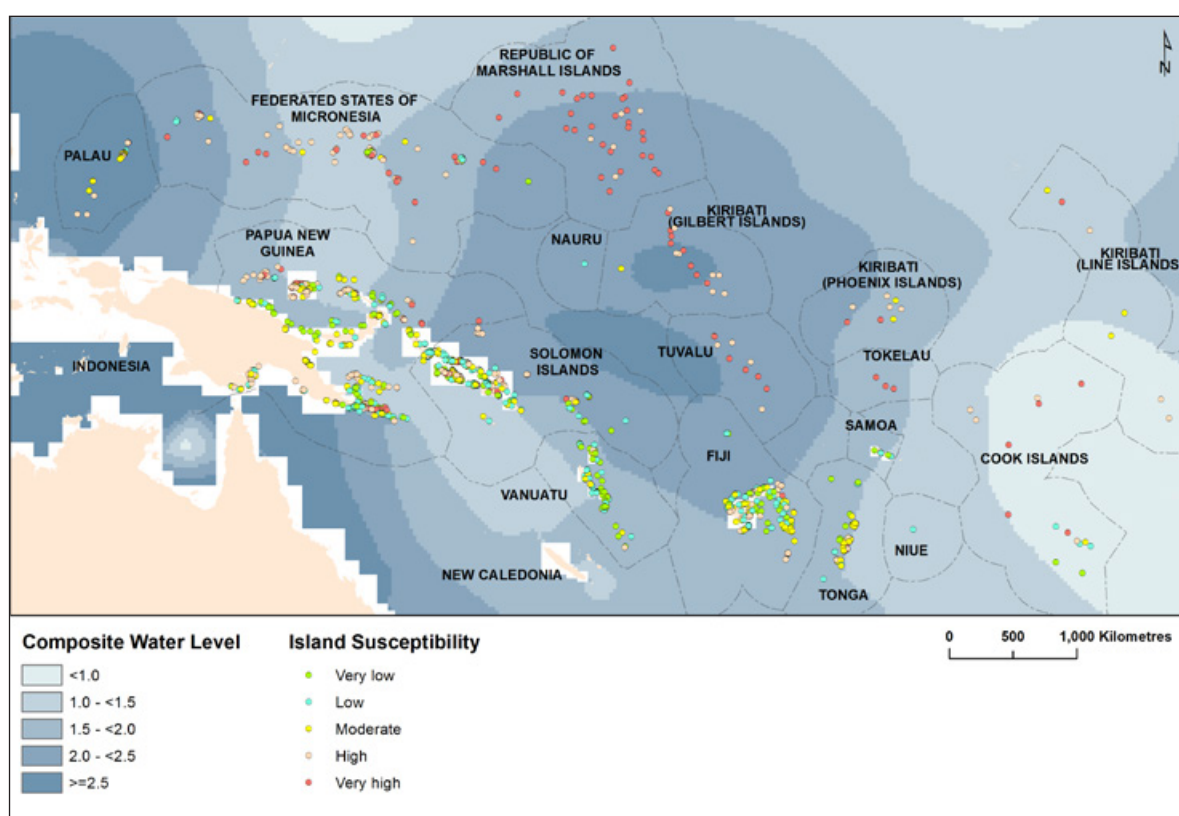 REPUBLIC OF
MARSHALL ISLANDS
FEDERATED STATES OF
MICRONESIA
PALAU
KIRIBATI
(GILBERT ISLANDS)
PAPUA NEW
GUINEA
NAURU
KIRIBATI
(LINE ISLANDS)
KIRIBATI
(PHOENIX ISLANDS)
INDONESIA
SOLOMON
ISLANDS
TUVALU
TOKELAU
SAMOA
FIJI
COOK ISLANDS
VANUATU
NIUE
NEW CALEDONIA
TONGA
N
Composite Water Level
<1.0
1.0 - <1.5
1.5 - <2.0
2.0 - <2.5
>=2.5
Island Susceptibility
Very low
Low
Moderate
High
Very high
0 500 1,000 Kilometres